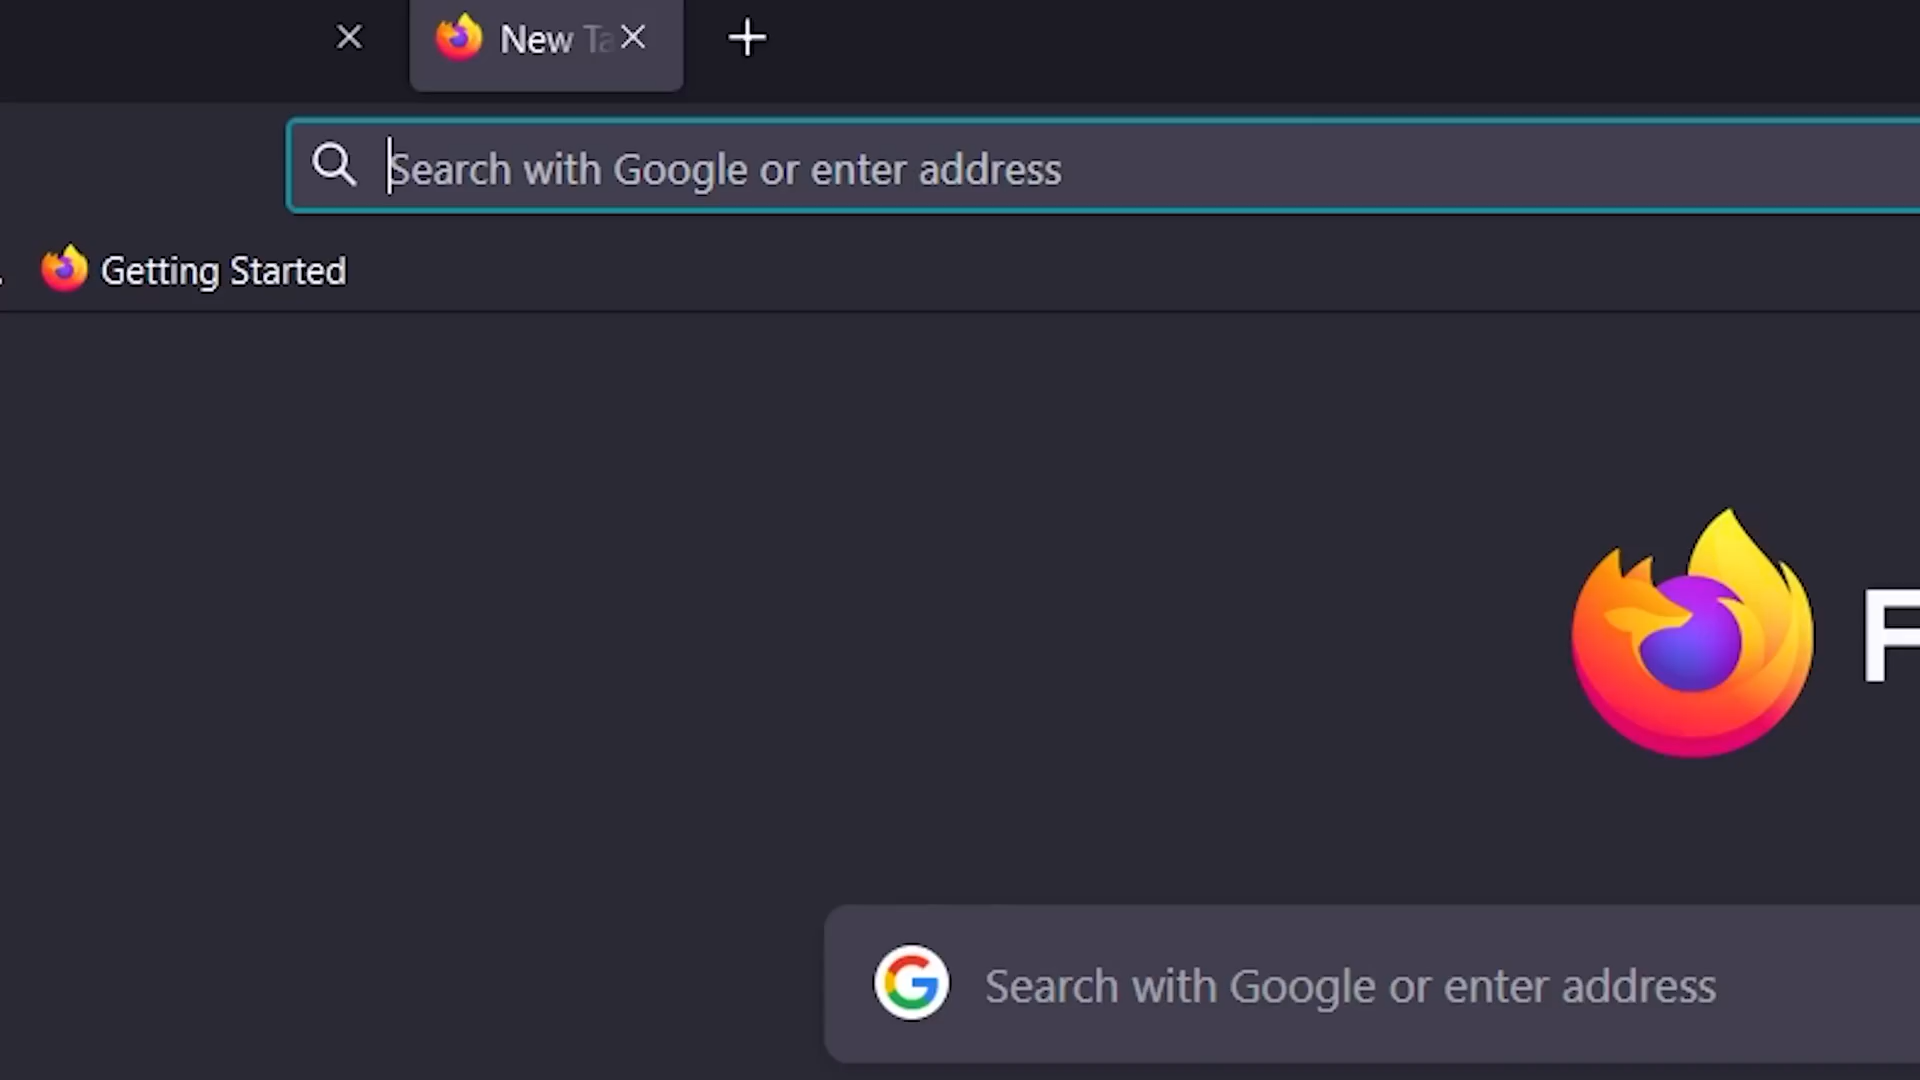 New Ta
Search with Google or enter address
Getting Started
F
Search with Google or enter address